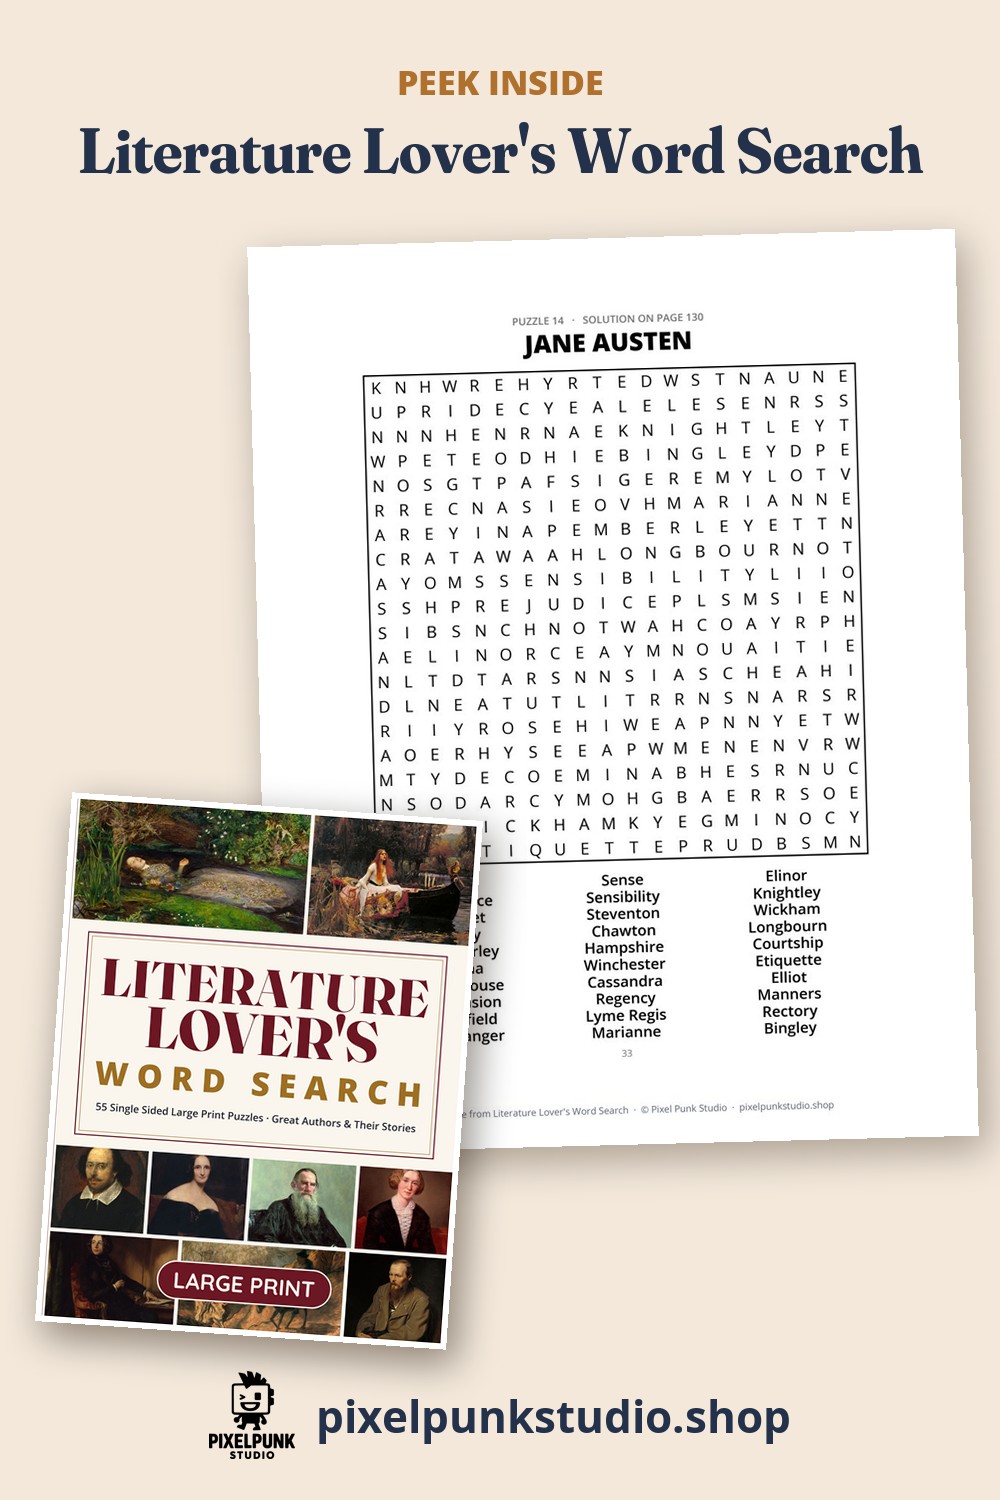 PEEK INSIDE
Literature Lover's Word Search
PUZZLE 14 · SOLUTION ON PAGE 130
JANE AUSTEN
K N H W R E H Y R T E D W S T N A U N E
U P R I D E C Y E A L E L E S E N R S S
N N N H E N R N A E K N I G H T L E Y T
W P E T E O D H I E B I N G L E Y D P E
N O S G T P A F S I G E R E M Y L O T V
R R E C N A S I E O V H M A R I A N N E
A R E Y I N A P E M B E R L E Y E T T N
C R A T A W A A H L O N G B O U R N O T
A Y O M S S E N S I B I L I T Y L I I O
S S H P R E J U D I C E P L S M S I E N
S I B S N C H N O T W A H C O A Y R P H
A E L I N O R C E A Y M N O U A I T I E
N L T D T A R S N N S I A S C H E A H I
D L N E A T U T L I T R R N S N A R S R
R I I Y R O S E H I W E A P N N Y E T W
A O E R H Y S E E A P W M E N E N V R W
M T Y D E C O E M I N A B H E S R N U C
N S O D A R C Y M O H G B A E R R S O E
I C K H A M K Y E G M I N O C Y
T I Q U E T T E P R U D B S M N
Sense
Sensibility
Steventon
Chawton
Hampshire
Winchester
Cassandra
Regency
Lyme Regis
Marianne
Elinor
Knightley
Wickham
Longbourn
Courtship
Etiquette
Elliot
Manners
Rectory
Bingley
33
from Literature Lover's Word Search · © Pixel Punk Studio · pixelpunkstudio.shop
LITERATURE
LOVER'S
WORD SEARCH
55 Single Sided Large Print Puzzles · Great Authors & Their Stories
LARGE PRINT
PIXELPUNK
STUDIO
pixelpunkstudio.shop